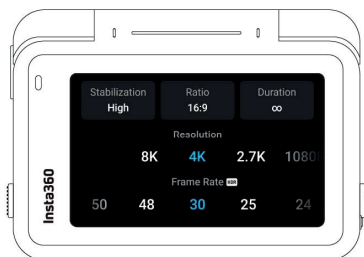 Stabilization Ratio Duration
High 16:9 ∞
Resolution
8K 4K 2.7K 1080
Frame Rate HDR
50 48 30 25 24
Insta360